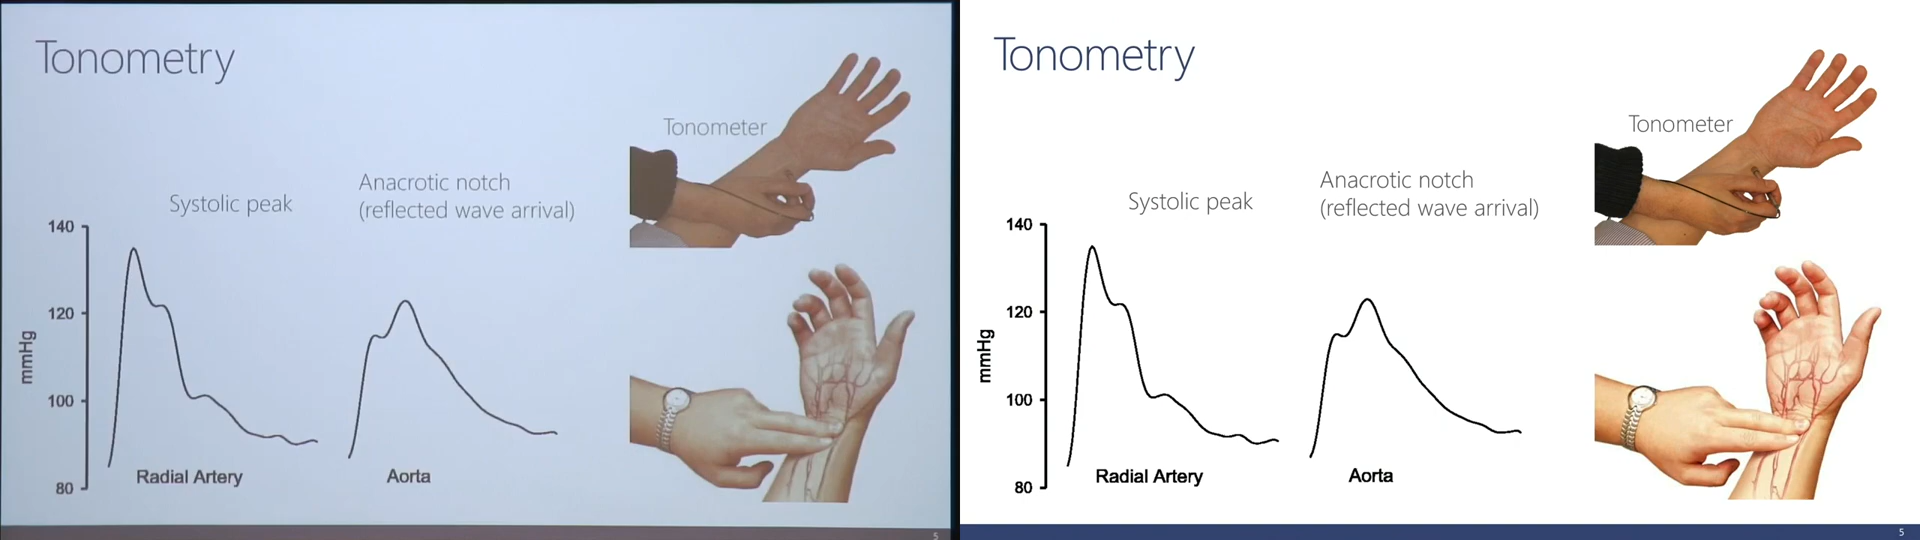 Tonometry
Tonometer
Systolic peak
Anacrotic notch
(reflected wave arrival)
140
120
100
80
mmHg
Radial Artery
Aorta
5
Tonometry
Tonometer
Systolic peak
Anacrotic notch
(reflected wave arrival)
140
120
100
80
mmHg
Radial Artery
Aorta
5